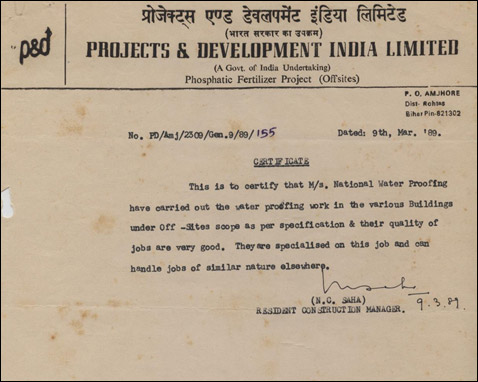 प्रोजेक्ट्स एण्ड डेवलपमेंट इंडिया लिमिटेड
(भारत सरकार का उपक्रम)
pdil
PROJECTS & DEVELOPMENT INDIA LIMITED
(A Govt. of India Undertaking)
Phosphatic Fertilizer Project (Offsites)
P. O. AMJHORE
Dist- Rohtas
Bihar Pin-821302
No. PD/Amj/2309/Gen.9/89/155
Dated: 9th, Mar. '89.
CERTIFICATE
This is to certify that M/s. National Water Proofing
have carried out the water proofing work in the various Buildings
under Off -Sites scope as per specification & their quality of
jobs are very good. Theyare specialised on this job and can
handle jobs of similar nature elsewhere.
(N.C. SAHA)
RESIDENT CONSTRUCTION MANAGER.
9.3.89.